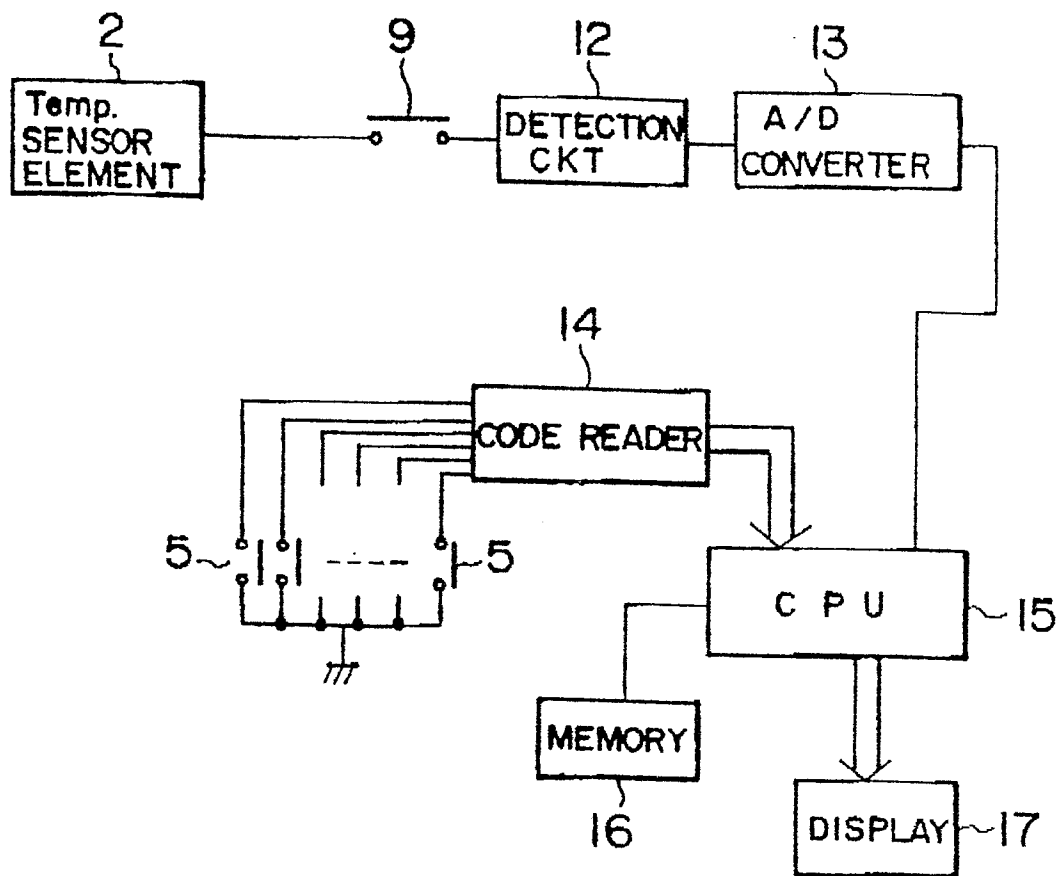 2
9
12
13
Temp.
SENSOR
ELEMENT
DETECTION
CKT
A/D
CONVERTER
14
CODE READER
5
5
CPU
15
MEMORY
16
DISPLAY
17